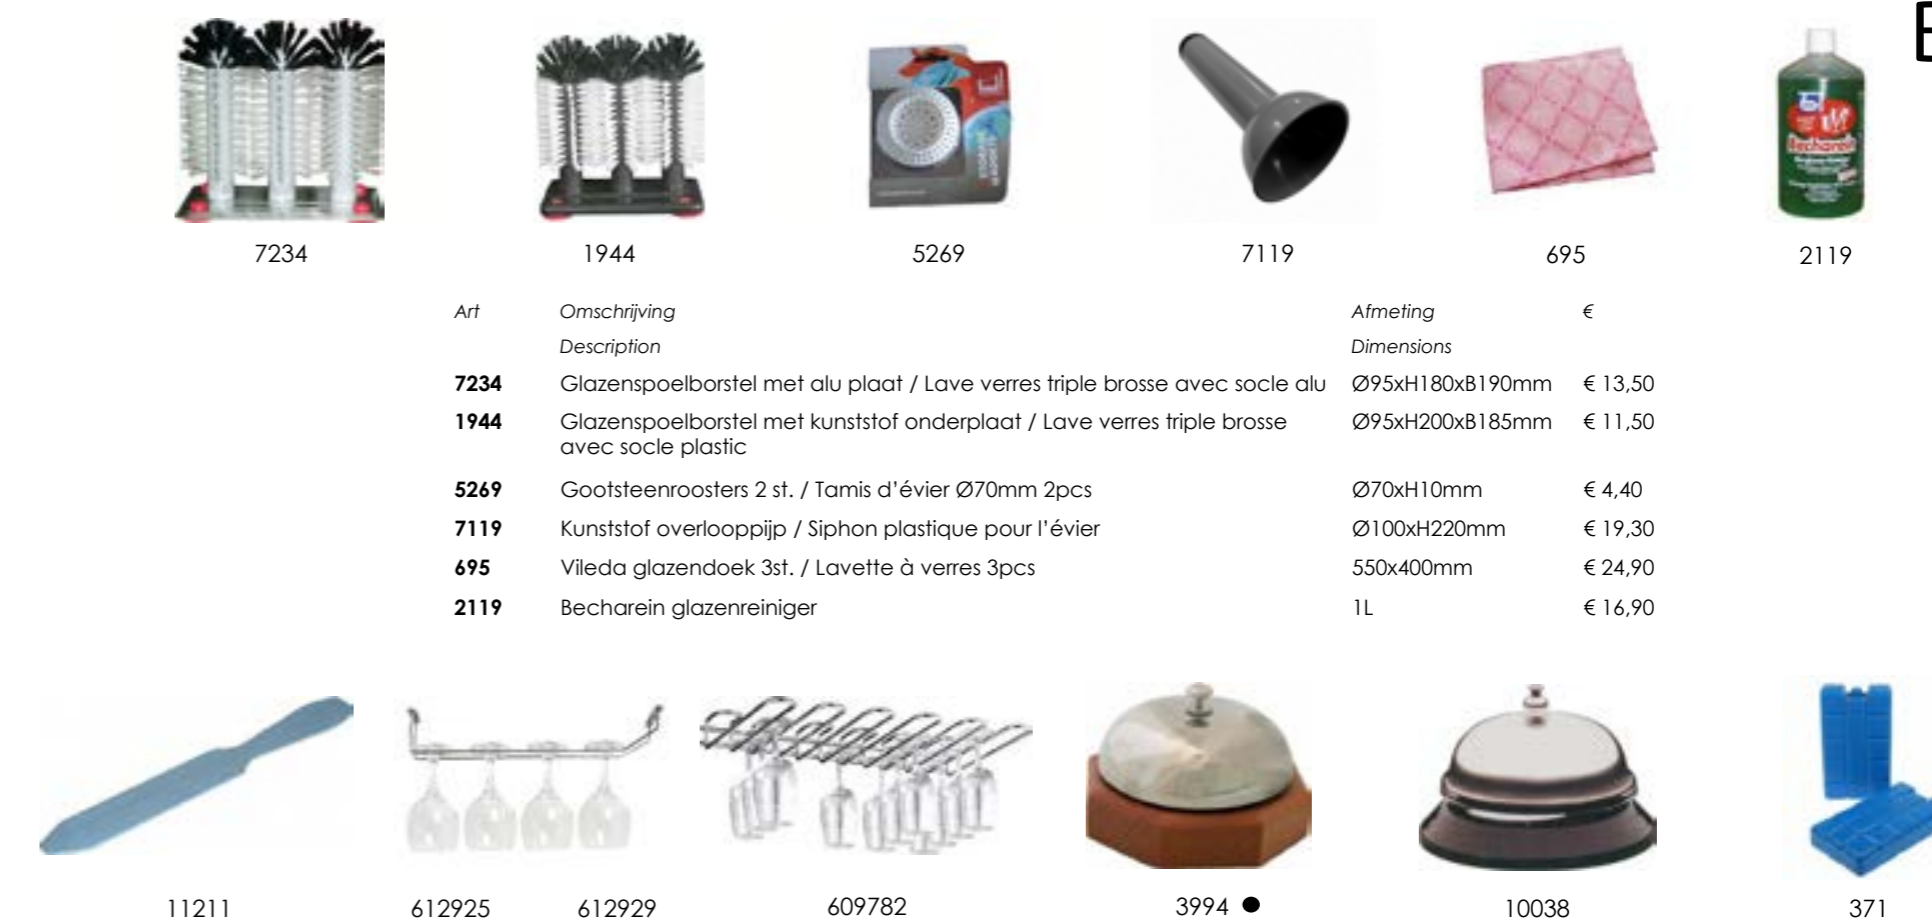 7234 1944 5269 7119 695 2119
Art Omschrijving Afmeting €
Description Dimensions
7234 Glazenspoelborstel met alu plaat / Lave verres triple brosse avec socle alu Ø95xH180xB190mm € 13,50
1944 Glazenspoelborstel met kunststof onderplaat / Lave verres triple brosse Ø95xH200xB185mm € 11,50
avec socle plastic
5269 Gootsteenroosters 2 st. / Tamis d’évier Ø70mm 2pcs Ø70xH10mm € 4,40
7119 Kunststof overlooppijp / Siphon plastique pour l’évier Ø100xH220mm € 19,30
695 Vileda glazendoek 3st. / Lavette à verres 3pcs 550x400mm € 24,90
2119 Becharein glazenreiniger 1L € 16,90
11211 612925 612929 609782 3994 ● 10038 371
Becharein